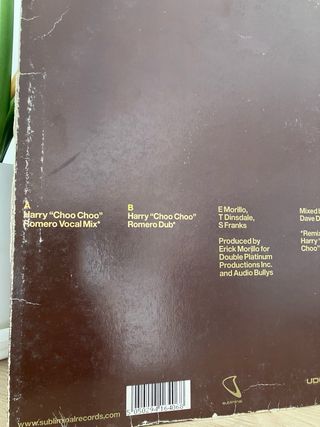 A
Harry "Choo Choo"
Romero Vocal Mix*
B
Harry "Choo Choo"
Romero Dub*
E Morillo,
T Dinsdale,
S Franks
Produced by
Erick Morillo for
Double Platinum
Productions Inc.
and Audio Bullys
Mixed
Dave D
*Remix
Harry "
Choo"
www.subliminalrecords.com